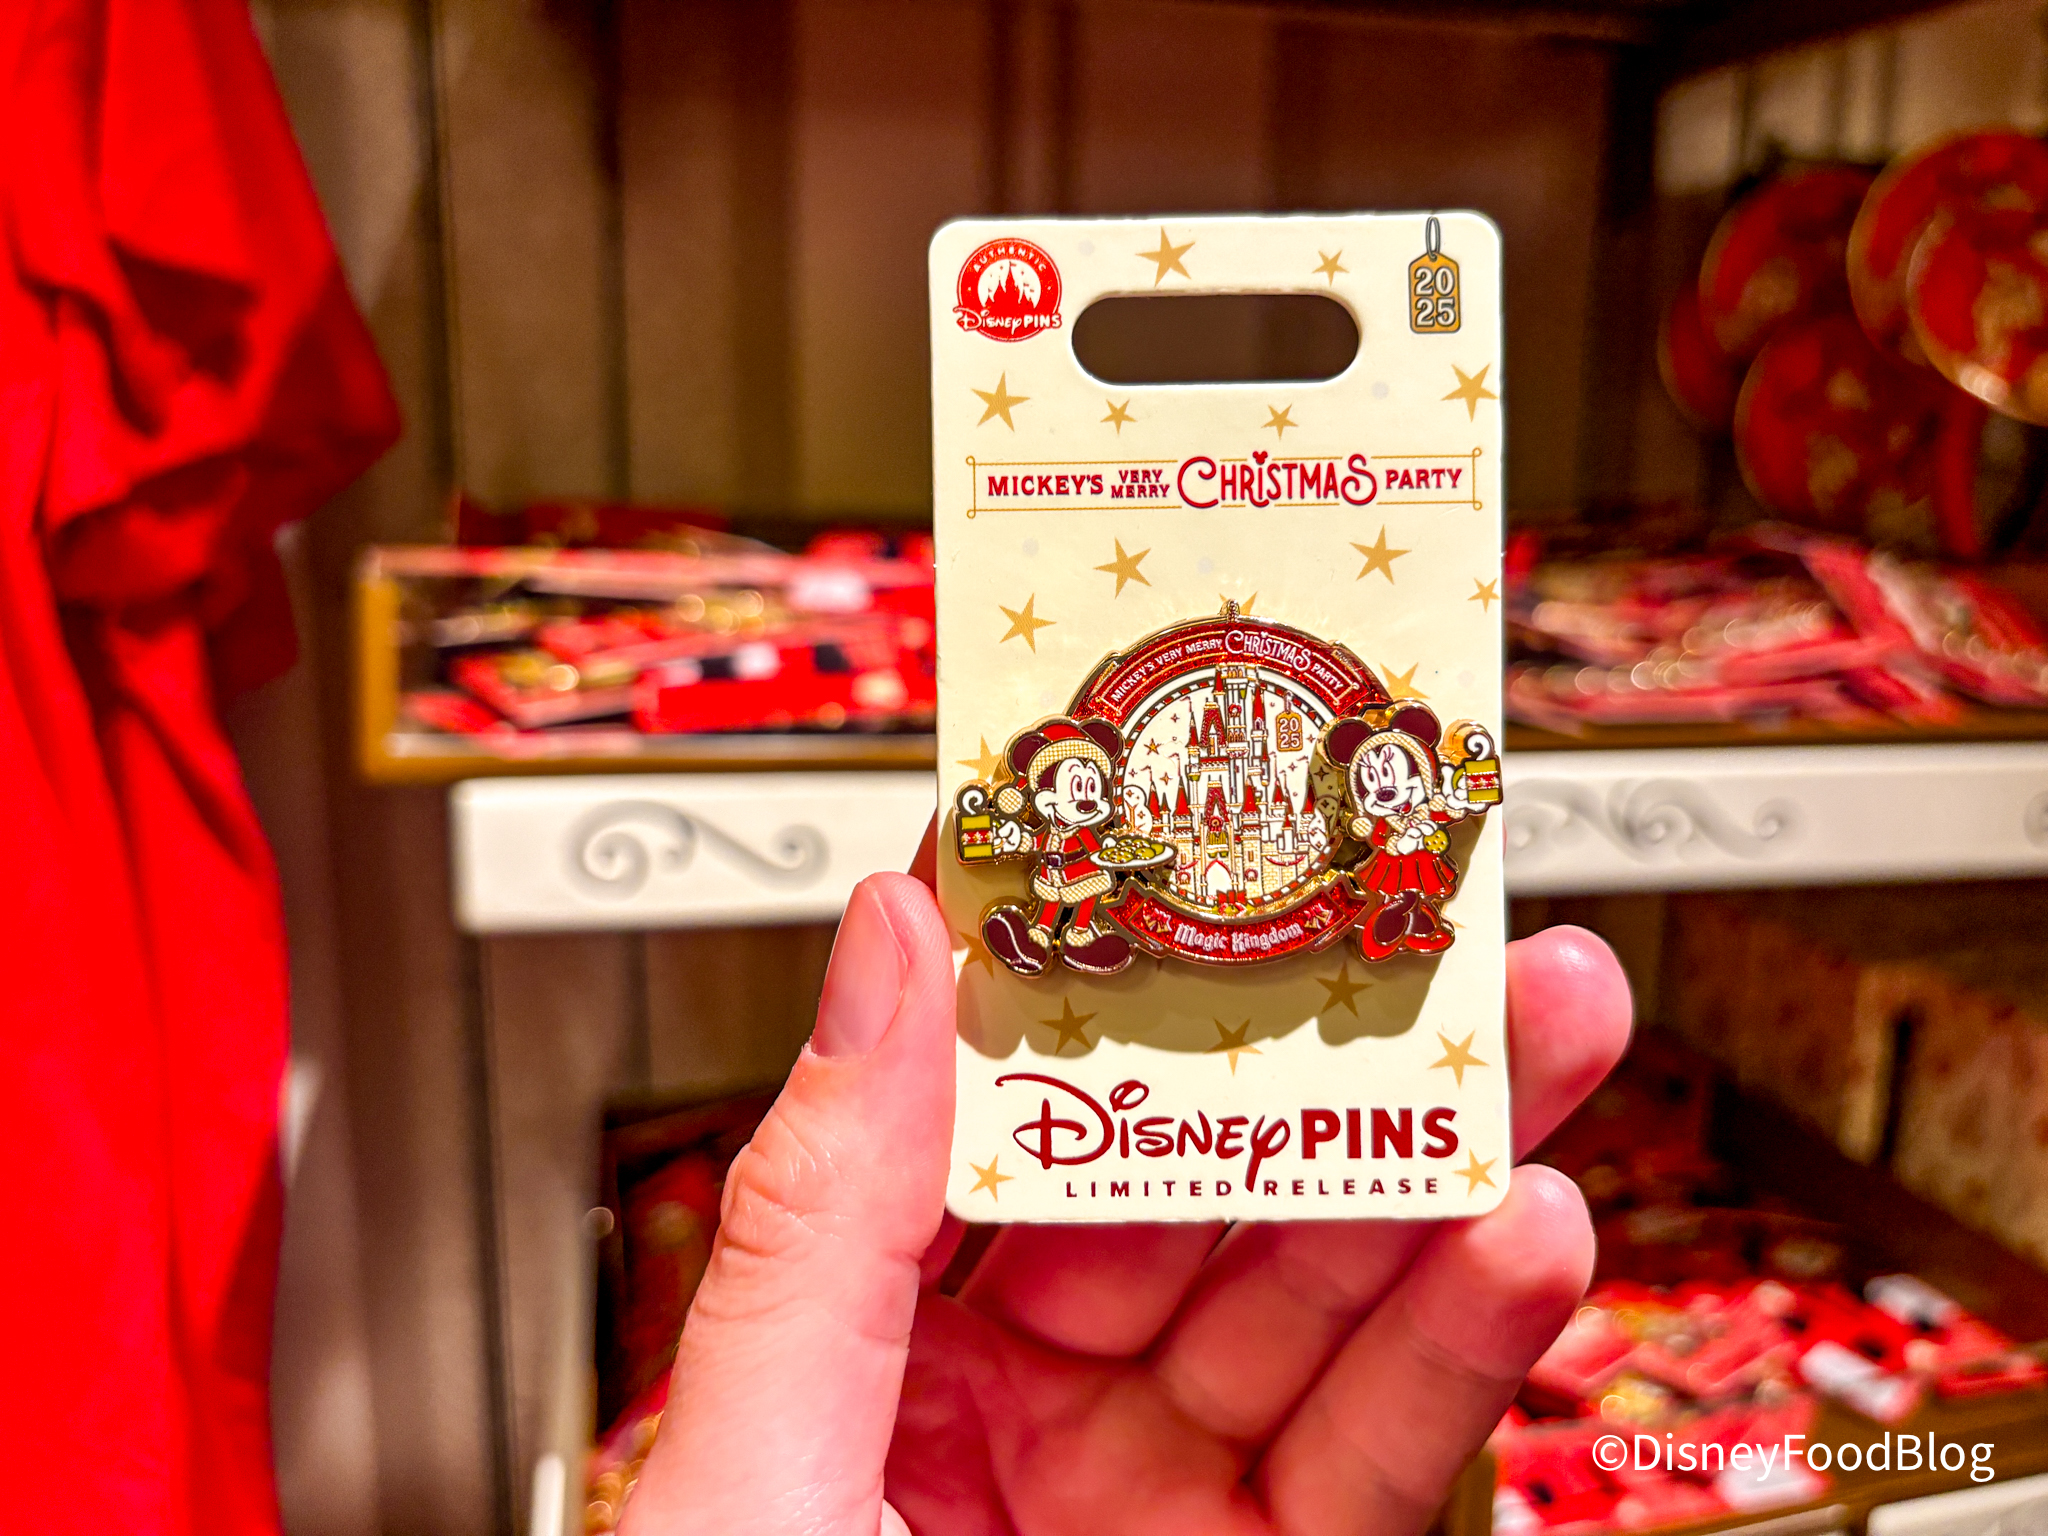 AUTHENTIC
Disney PINS
20
25
MICKEY'S VERY MERRY CHRISTMAS PARTY
MICKEY'S VERY MERRY CHRISTMAS PARTY
20
25
Magic Kingdom
Disney PINS
LIMITED RELEASE
©DisneyFoodBlog